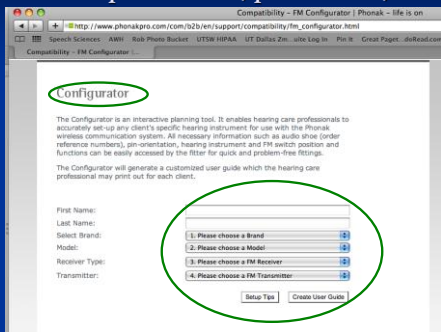 Compatibility – FM Configurator | Phonak – life is on
http://www.phonakpro.com/com/b2b/en/support/compatibility/fm_configurator.html
Speech Sciences AWH Rob Photo Bucket UTSW HIPAA UT Dallas Zm...uite Log In Pin It Great Paget...doRead.com
Compatibility – FM Configurator |...
Configurator
The Configurator is an interactive planning tool. It enables hearing care professionals to
accurately set-up any client's specific hearing instrument for use with the Phonak
wireless communication system. All necessary information such as audio shoe (order
reference numbers), pin-orientation, hearing instrument and FM switch position and
functions can be easily accessed by the fitter for quick and problem-free fittings.
The Configurator will generate a customized user guide which the hearing care
professional may print out for each client.
First Name:
Last Name:
Select Brand: 1. Please choose a Brand
Model: 2. Please choose a Model
Receiver Type: 3. Please choose a FM Receiver
Transmitter: 4. Please choose a FM Transmitter
Setup Tips Create User Guide